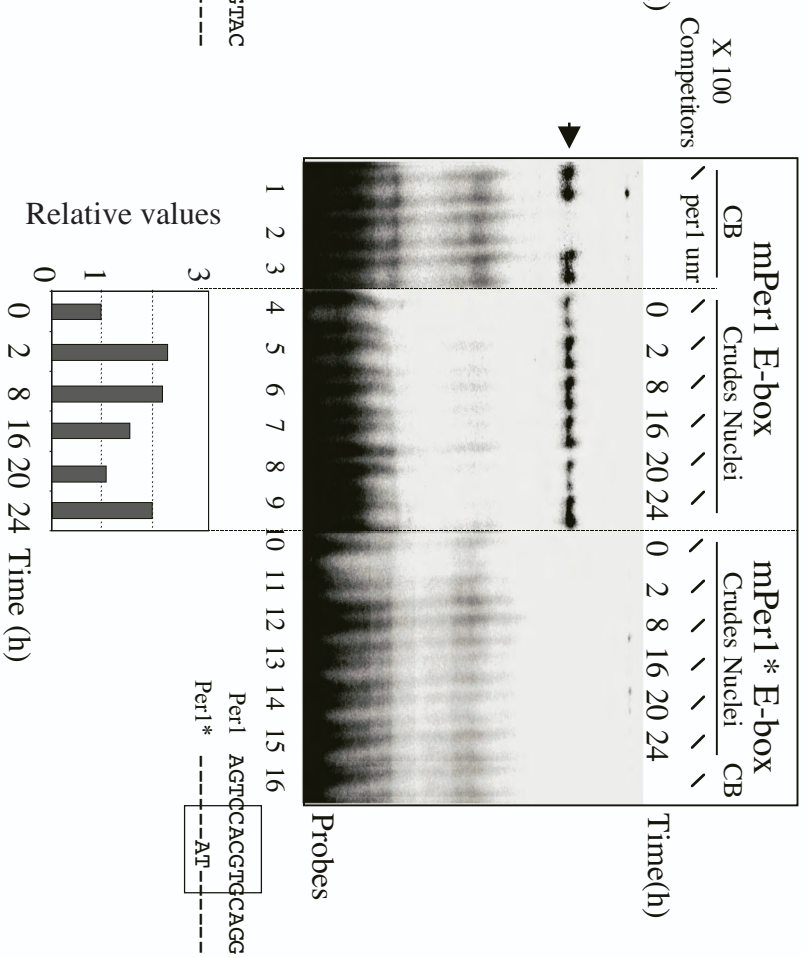 mPer1 E-box mPer1* E-box
X 100 CB Crudes Nuclei Crudes Nuclei CB
Competitors / per1 unr / / / / / / / / / / / / /
0 2 8 16 20 24 0 2 8 16 20 24 Time(h)
Probes
1 2 3 4 5 6 7 8 9 10 11 12 13 14 15 16
GTAC Per1 AGTCCACGTGCAGG
---- Per1* ------AT------
3
1
0
Relative values
0 2 8 16 20 24 Time (h)